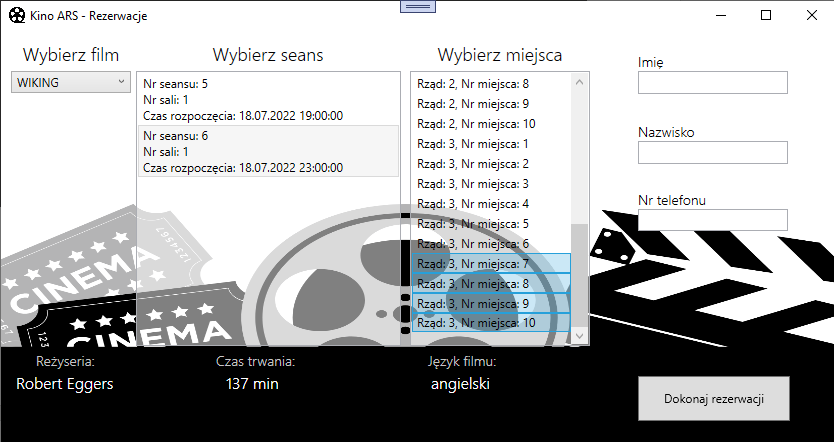 Kino ARS - Rezerwacje
Wybierz film
WIKING
Wybierz seans
Nr seansu: 5
Nr sali: 1
Czas rozpoczęcia: 18.07.2022 19:00:00
Nr seansu: 6
Nr sali: 1
Czas rozpoczęcia: 18.07.2022 23:00:00
Wybierz miejsca
Rząd: 2, Nr miejsca: 8
Rząd: 2, Nr miejsca: 9
Rząd: 2, Nr miejsca: 10
Rząd: 3, Nr miejsca: 1
Rząd: 3, Nr miejsca: 2
Rząd: 3, Nr miejsca: 3
Rząd: 3, Nr miejsca: 4
Rząd: 3, Nr miejsca: 5
Rząd: 3, Nr miejsca: 6
Rząd: 3, Nr miejsca: 7
Rząd: 3, Nr miejsca: 8
Rząd: 3, Nr miejsca: 9
Rząd: 3, Nr miejsca: 10
Imię
Nazwisko
Nr telefonu
CINEMA
1234567
CINEMA
Reżyseria:
Robert Eggers
Czas trwania:
137 min
Język filmu:
angielski
Dokonaj rezerwacji